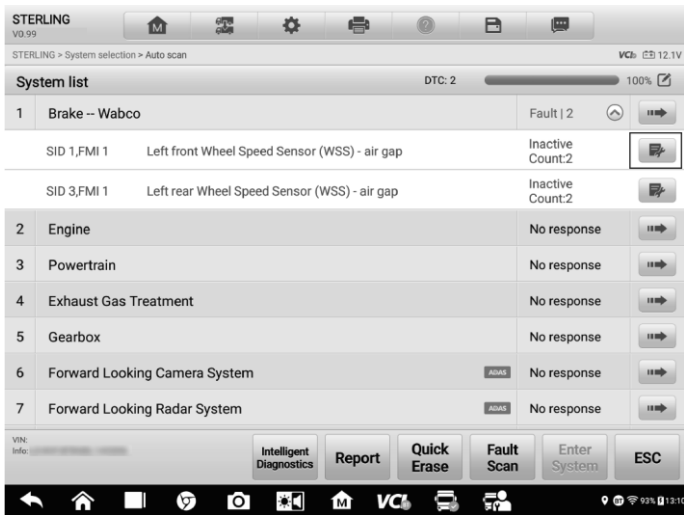 STERLING
V0.99
STERLING > System selection > Auto scan
VCI 12.1V
System list DTC: 2 100%
1 Brake -- Wabco Fault | 2
SID 1,FMI 1 Left front Wheel Speed Sensor (WSS) - air gap Inactive
Count:2
SID 3,FMI 1 Left rear Wheel Speed Sensor (WSS) - air gap Inactive
Count:2
2 Engine No response
3 Powertrain No response
4 Exhaust Gas Treatment No response
5 Gearbox No response
6 Forward Looking Camera System ADAS No response
7 Forward Looking Radar System ADAS No response
VIN:
Info:
Intelligent
Diagnostics
Report
Quick
Erase
Fault
Scan
Enter
System
ESC
M VCI BT 93% 13:10